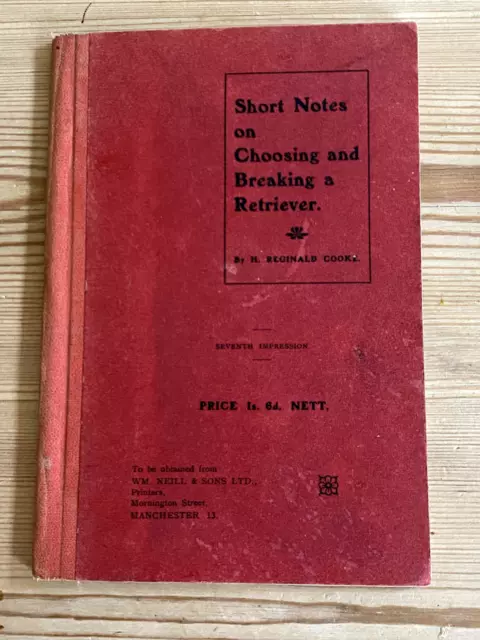 Short Notes
on
Choosing and
Breaking a
Retriever.
By H. REGINALD COOKE.
SEVENTH IMPRESSION
PRICE 1s. 6d. NETT.
To be obtained from
WM. NEILL & SONS LTD.,
Printers,
Mornington Street,
MANCHESTER 13.